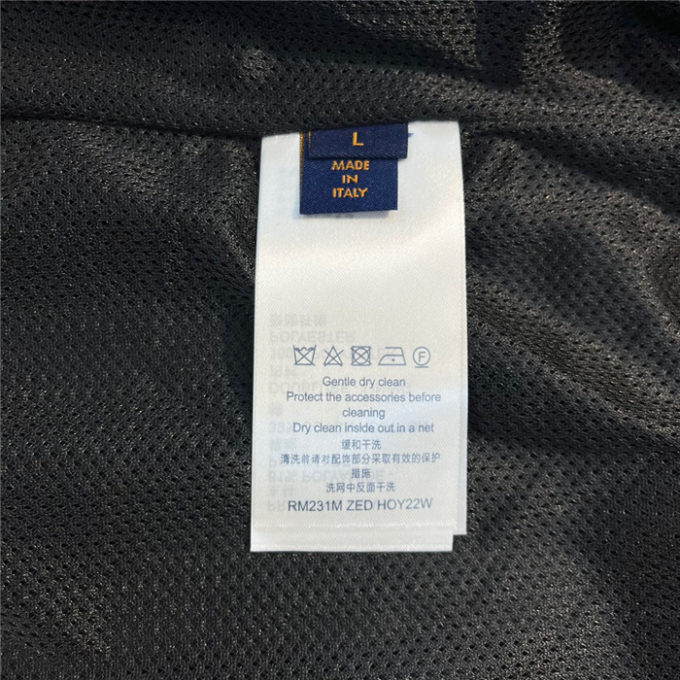 L
MADE
IN
ITALY
POLYESTER
Gentle dry clean
Protect the accessories before
cleaning
Dry clean inside out in a net
缓和干洗
清洗前请对配饰部分采取有效的保护
措施
洗网中反面干洗
RM231M ZED HOY22W